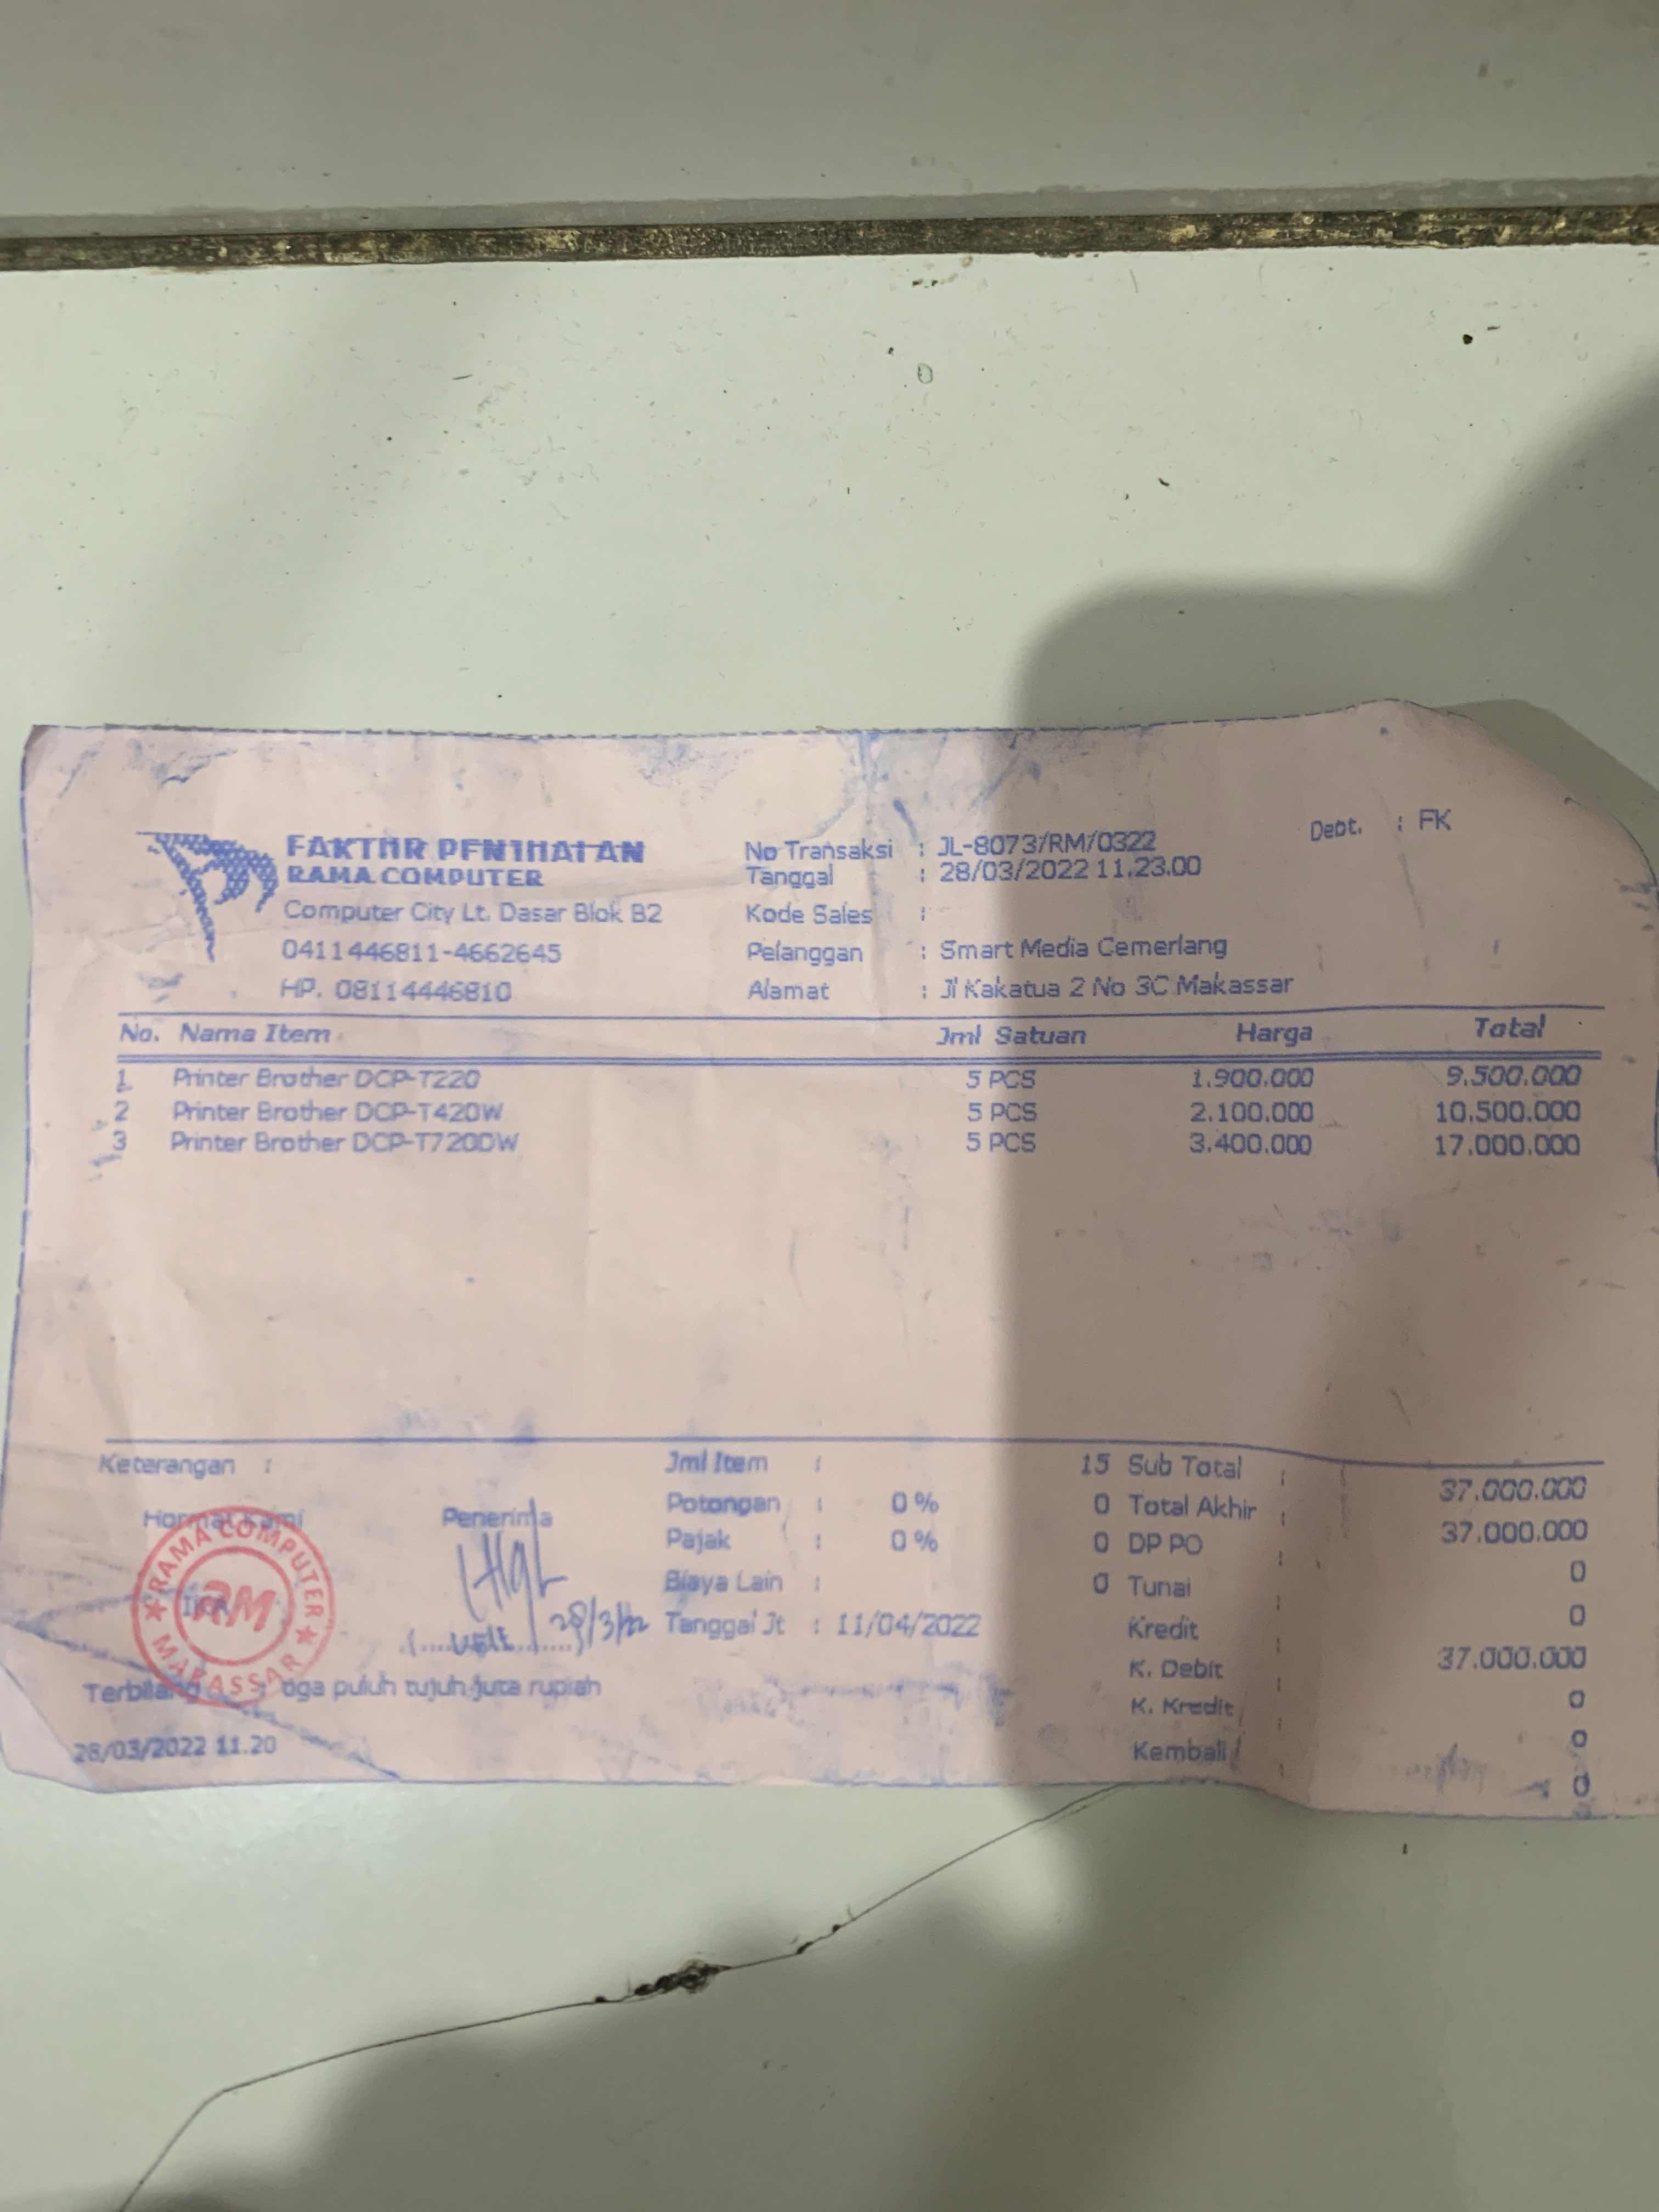 FAKTUR PENJUALAN
RAMA COMPUTER
Computer City Lt. Dasar Blok B2
0411446811-4662645
HP. 08114446810
No Transaksi : JL-8073/RM/0322
Tanggal : 28/03/2022 11.23.00
Kode Sales :
Pelanggan : Smart Media Cemerlang
Alamat : Jl Kakatua 2 No 3C Makassar
Dept. : FK
No. Nama Item Jml Satuan Harga Total
1 Printer Brother DCP-T220 5 PCS 1.900.000 9.500.000
2 Printer Brother DCP-T420W 5 PCS 2.100.000 10.500.000
3 Printer Brother DCP-T720DW 5 PCS 3.400.000 17.000.000
Keterangan :
Hormat Kami
Penerima
RAMA COMPUTER
RM
MAKASSAR
28/3/22
Terbilang tiga puluh tujuh juta rupiah
28/03/2022 11.20
Jml Item : 15
Potongan : 0 % 0
Pajak : 0 % 0
Biaya Lain : 0
Tanggal Jt : 11/04/2022
Sub Total : 37.000.000
Total Akhir : 37.000.000
DP PO : 0
Tunai : 0
Kredit : 37.000.000
K. Debit : 0
K. Kredit : 0
Kembali : 0